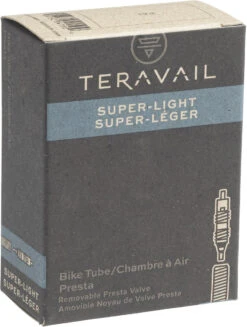 TERAVAIL
SUPER-LIGHT
SUPER-LÉGER
SUPER-LIGHT
SUPER-LÉGER
Bike Tube/Chambre à Air
Presta
Removable Presta Valve
Amovible Noyau de Valve Presta